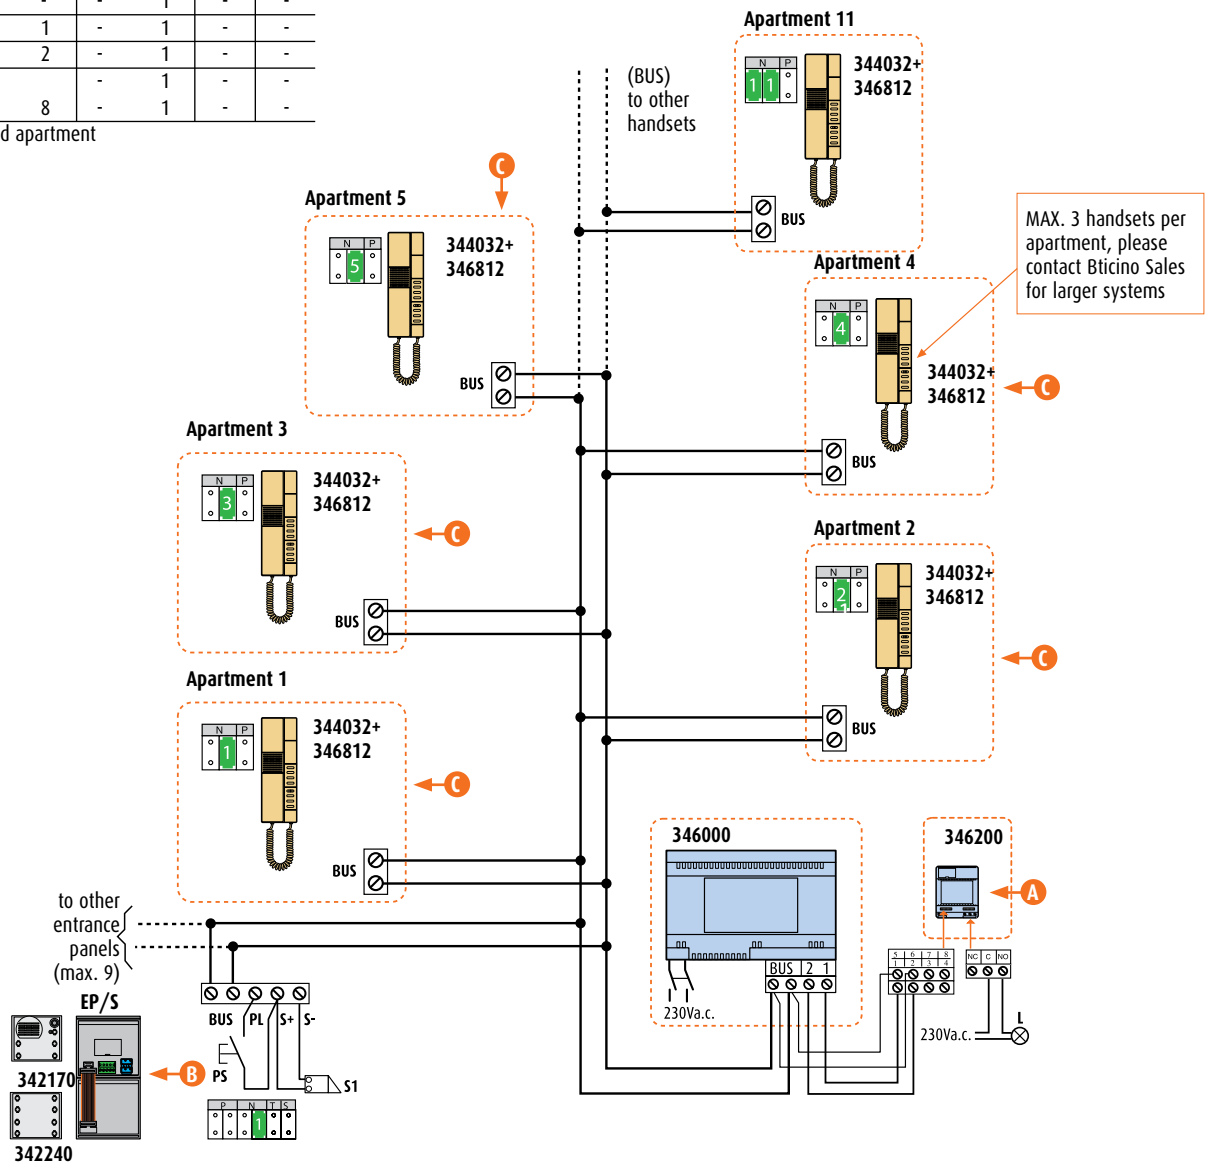 - - 1 - -
1 - 1 - -
2 - 1 - -
- 1 - -
8 - 1 - -
d apartment
Apartment 11
N P
1 1
344032+
346812
BUS
(BUS)
to other
handsets
Apartment 5
C
N P
5
344032+
346812
BUS
MAX. 3 handsets per
apartment, please
contact Bticino Sales
for larger systems
Apartment 4
N P
4
344032+
346812
C
BUS
Apartment 3
N P
3
344032+
346812
C
BUS
Apartment 2
N P
2
1
344032+
346812
C
BUS
Apartment 1
N P
1
344032+
346812
C
BUS
346000
BUS 2 1
230Va.c.
346200
A
5 6 7 8
1 2 3 4
NC C NO
230Va.c.
L
to other
entrance
panels
(max. 9)
EP/S
342170
342240
B
BUS PL S+ S-
PS
S1
P N T S
1